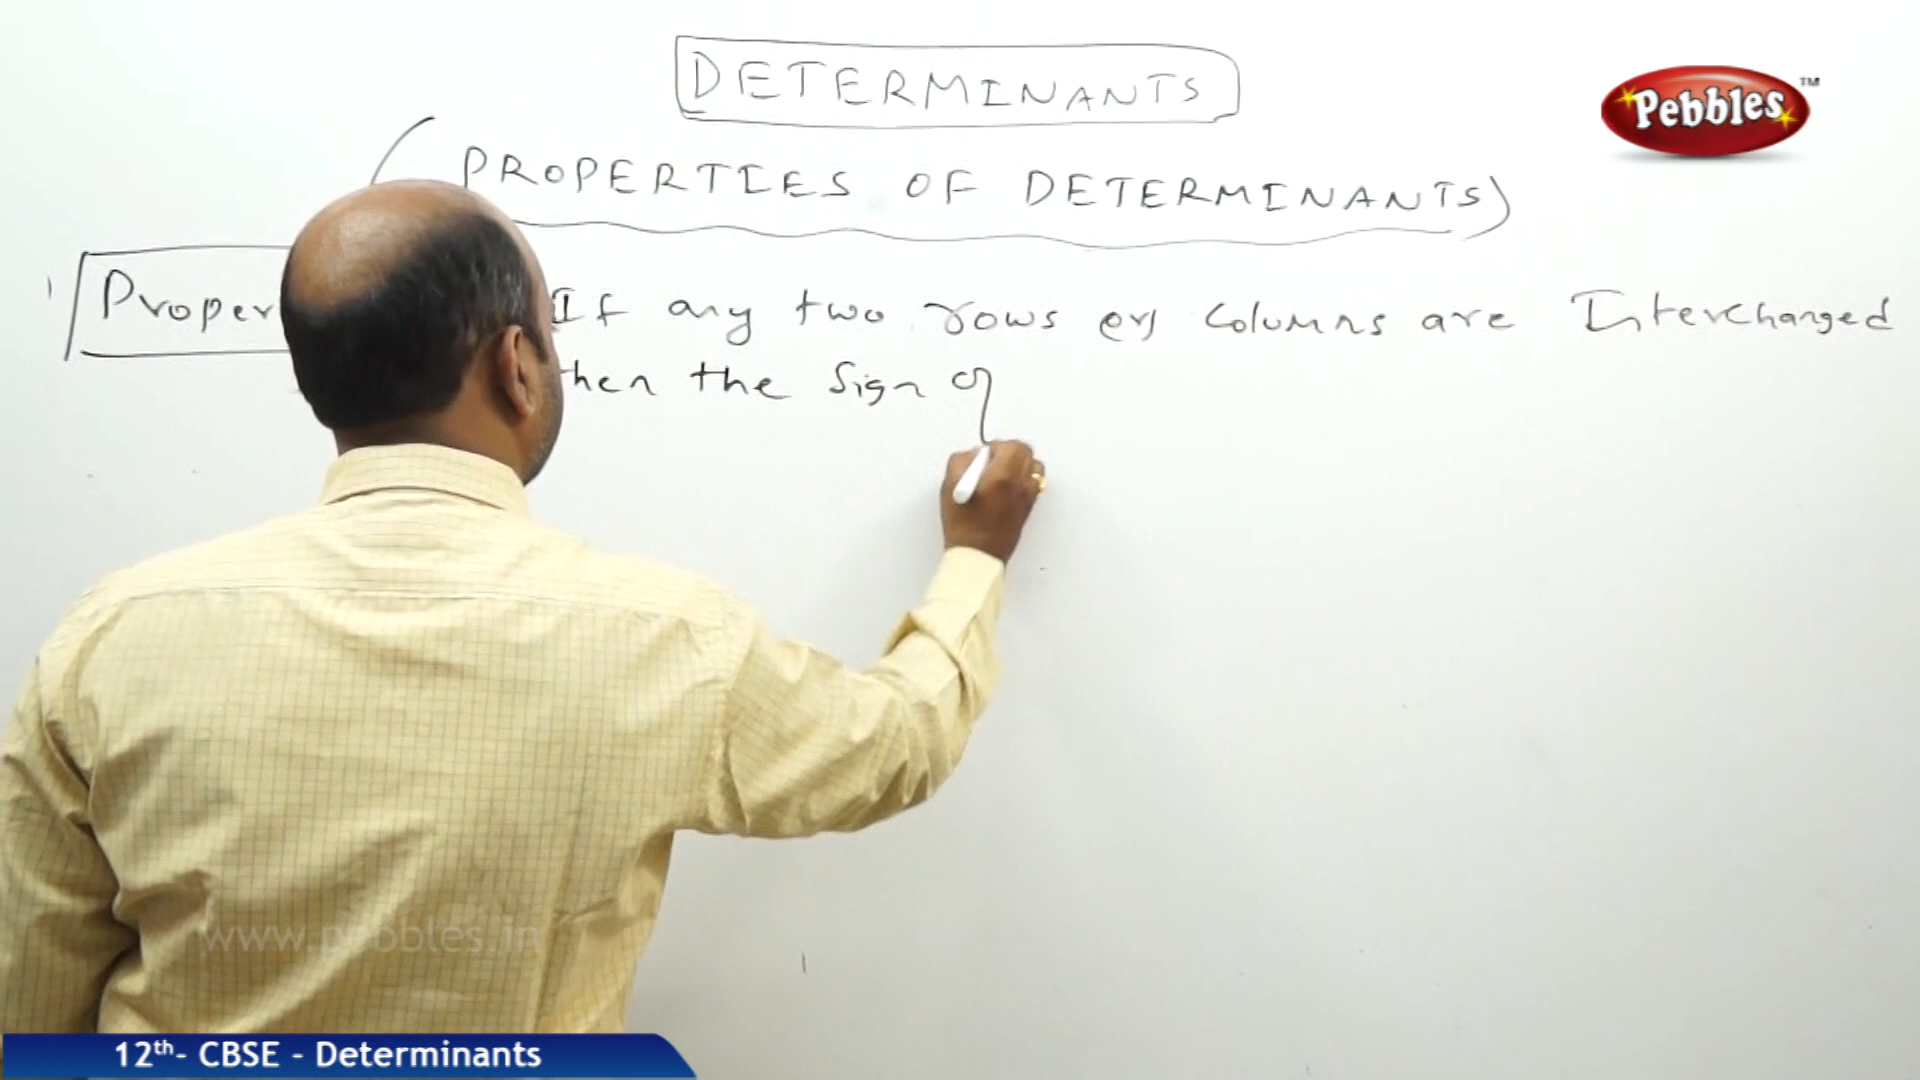 DETERMINANTS
Pebbles™
PROPERTIES OF DETERMINANTS)
Proper
If any two rows (or) columns are Interchanged
then the sign of
www.pebbles.in
12th- CBSE - Determinants